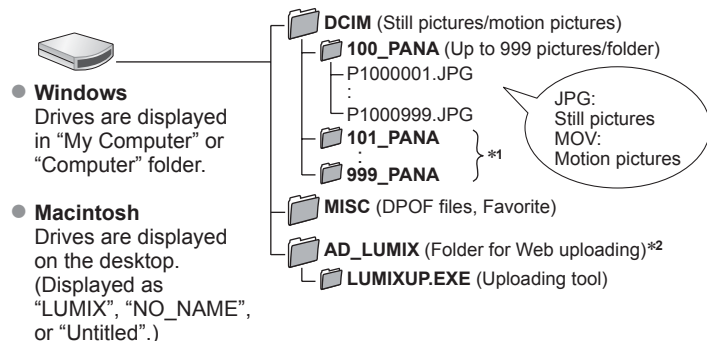 ● Windows
Drives are displayed
in “My Computer” or
“Computer” folder.
● Macintosh
Drives are displayed
on the desktop.
(Displayed as
“LUMIX”, “NO_NAME”,
or “Untitled”.)
DCIM (Still pictures/motion pictures)
100_PANA (Up to 999 pictures/folder)
P1000001.JPG
:
P1000999.JPG
101_PANA
:
999_PANA
*1
JPG:
Still pictures
MOV:
Motion pictures
MISC (DPOF files, Favorite)
AD_LUMIX (Folder for Web uploading)*2
LUMIXUP.EXE (Uploading tool)